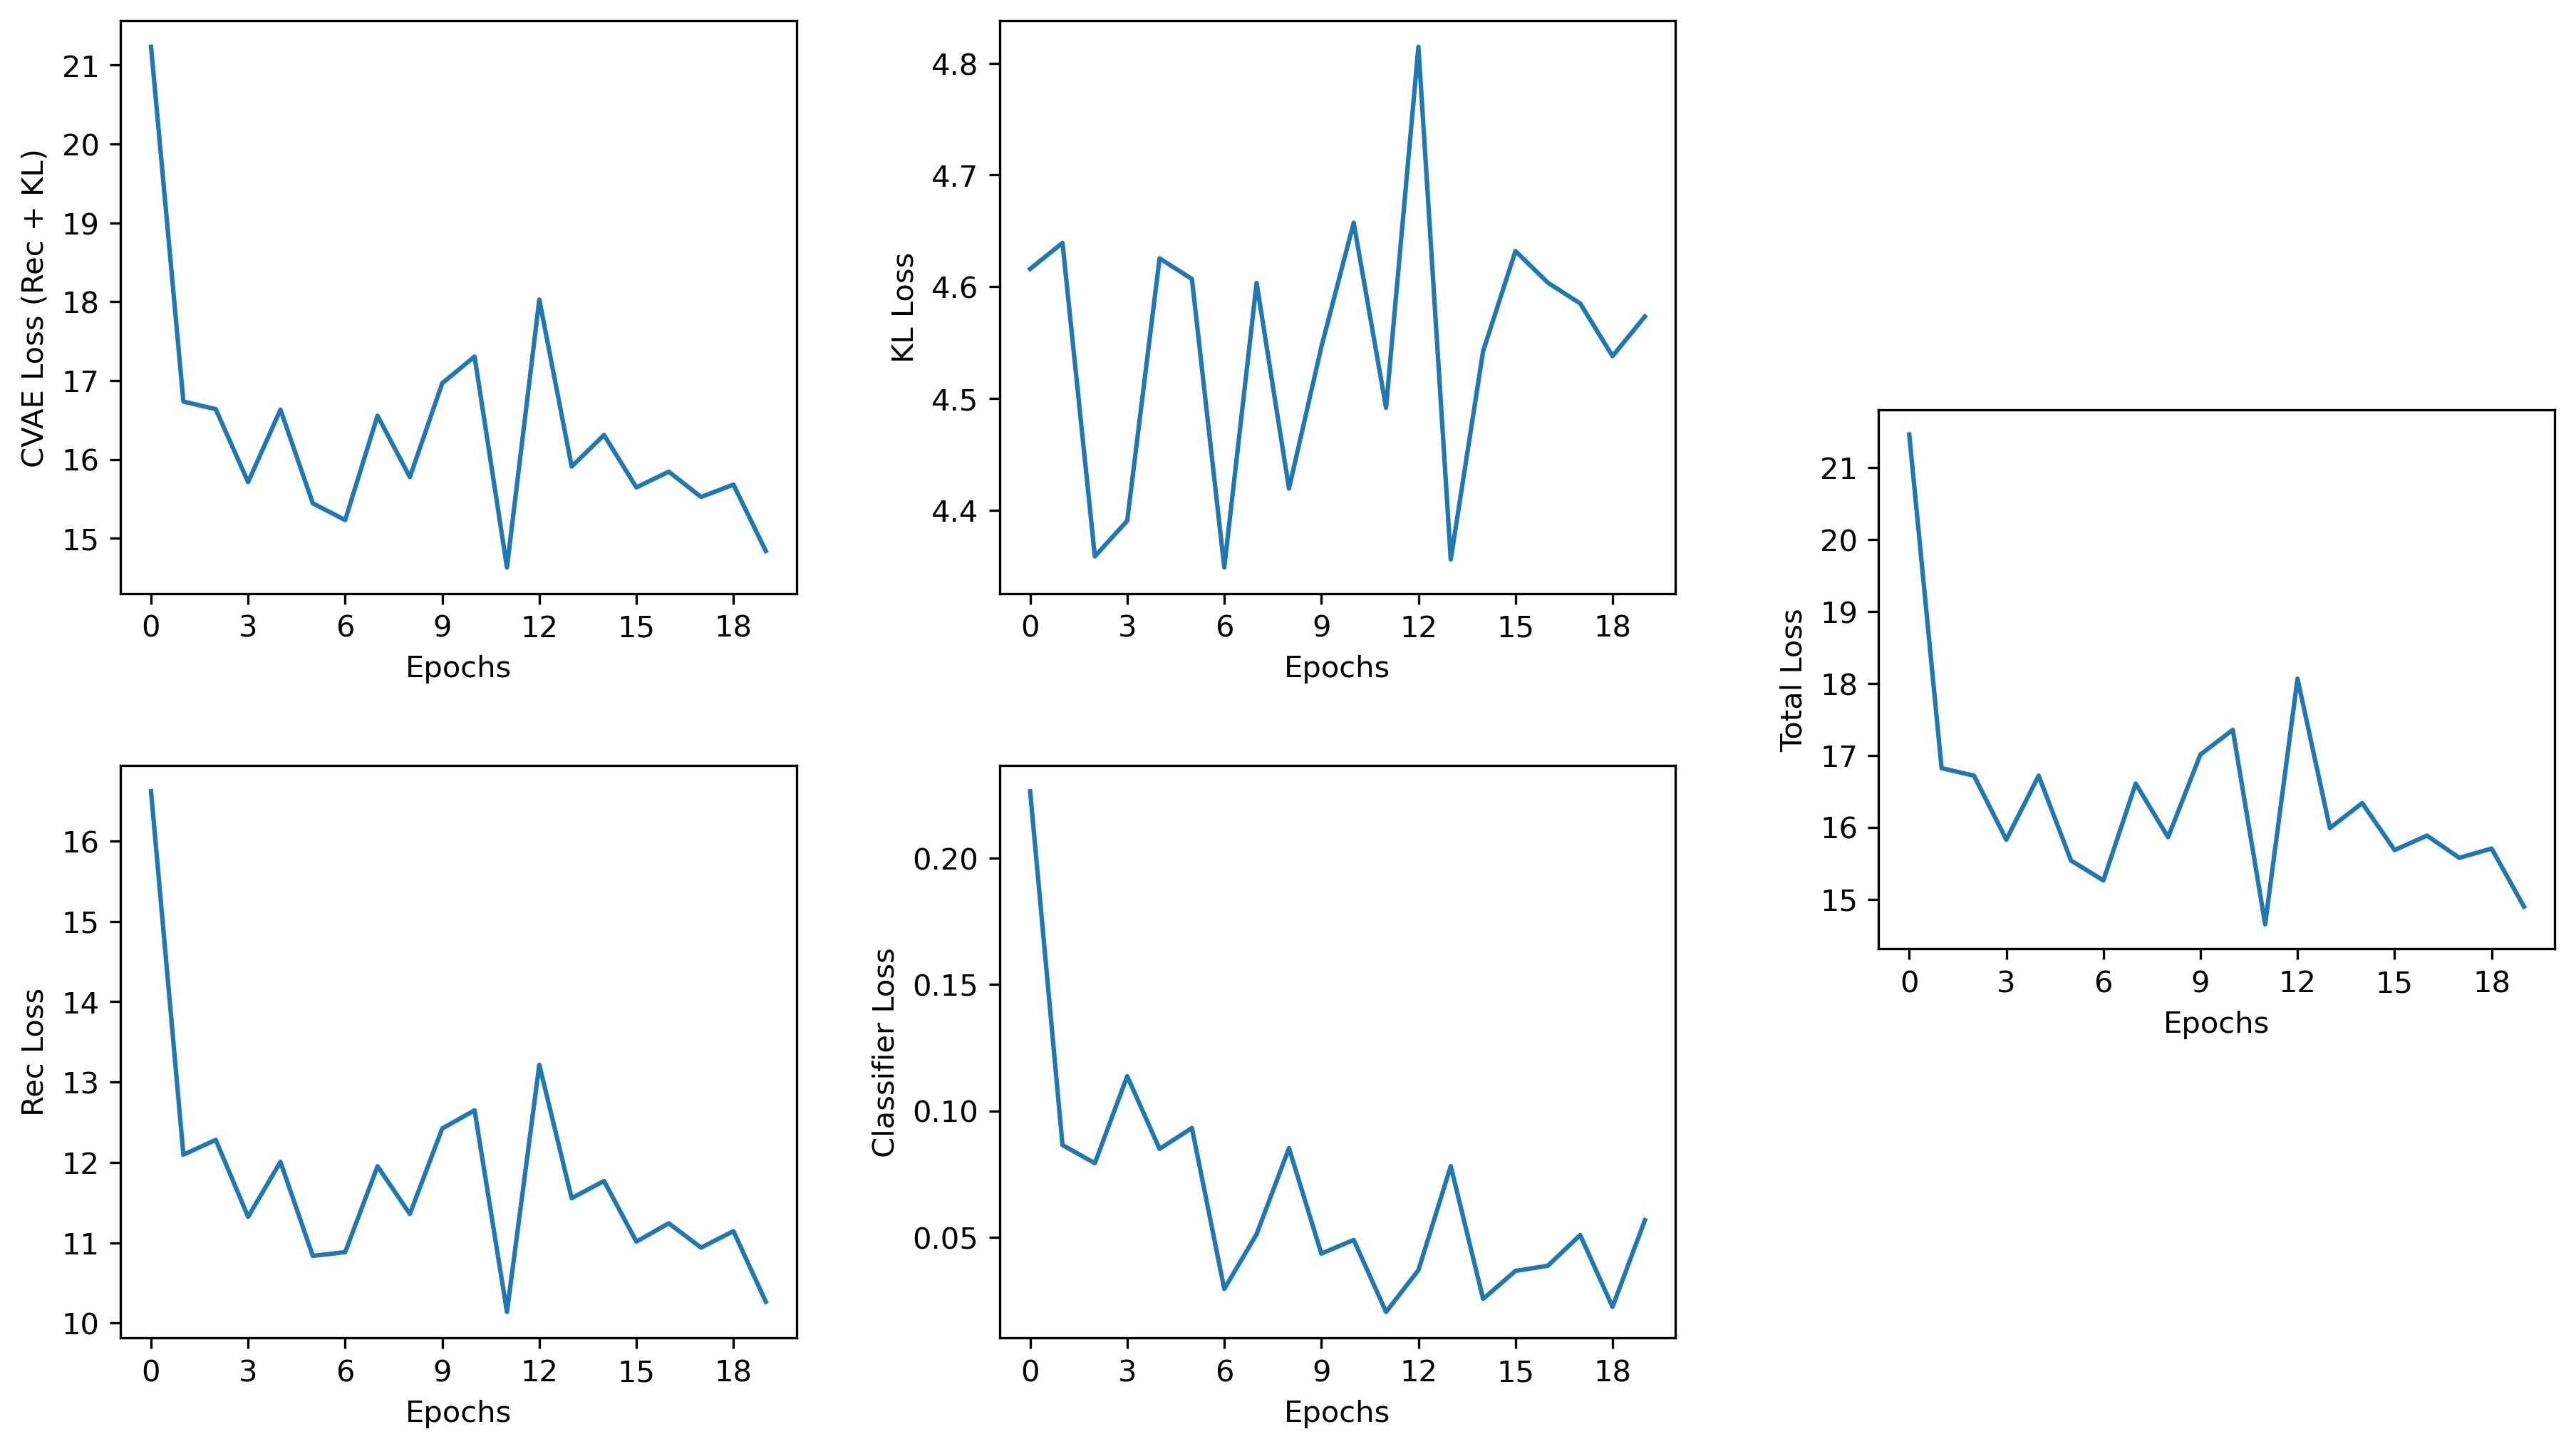 CVAE Loss (Rec + KL)
21
20
19
18
17
16
15
0 3 6 9 12 15 18
Epochs
KL Loss
4.8
4.7
4.6
4.5
4.4
0 3 6 9 12 15 18
Epochs
Rec Loss
16
15
14
13
12
11
10
0 3 6 9 12 15 18
Epochs
Classifier Loss
0.20
0.15
0.10
0.05
0 3 6 9 12 15 18
Epochs
Total Loss
21
20
19
18
17
16
15
0 3 6 9 12 15 18
Epochs